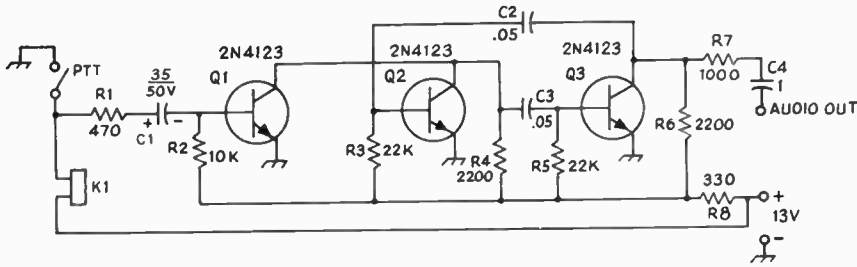 C2
.05
2N4123
2N4123
2N4123
R7
1000
C4
1
AUDIO OUT
PTT
R1
470
35
50V
+ -
C1
Q1
Q2
Q3
C3
.05
R2
10K
R3
22K
R4
2200
R5
22K
R6
2200
K1
330
R8
+
13V
-